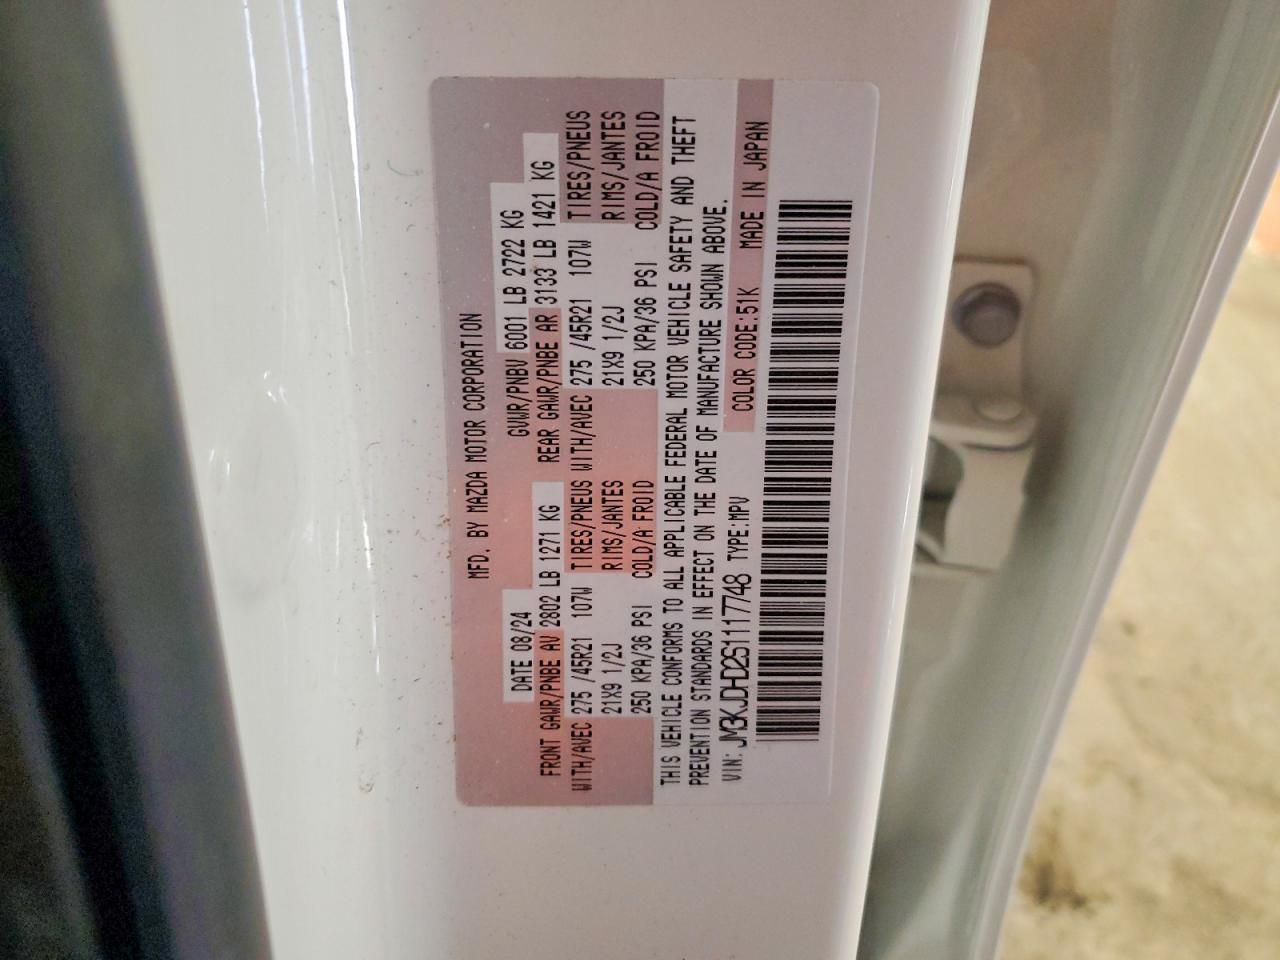 MFD. BY MAZDA MOTOR CORPORATION
DATE 08/24 GVWR/PNBV 6001 LB 2722 KG
FRONT GAWR/PNBE AV 2802 LB 1271 KG REAR GAWR/PNBE AR 3133 LB 1421 KG
WITH/AVEC 275 /45R21 107W TIRES/PNEUS WITH/AVEC 275 /45R21 107W TIRES/PNEUS
21X9 1/2J RIMS/JANTES 21X9 1/2J RIMS/JANTES
250 KPA/36 PSI COLD/A FROID 250 KPA/36 PSI COLD/A FROID
THIS VEHICLE CONFORMS TO ALL APPLICABLE FEDERAL MOTOR VEHICLE SAFETY AND THEFT
PREVENTION STANDARDS IN EFFECT ON THE DATE OF MANUFACTURE SHOWN ABOVE.
VIN: JM3KJDHD2S1117748 TYPE:MPV COLOR CODE:51K MADE IN JAPAN